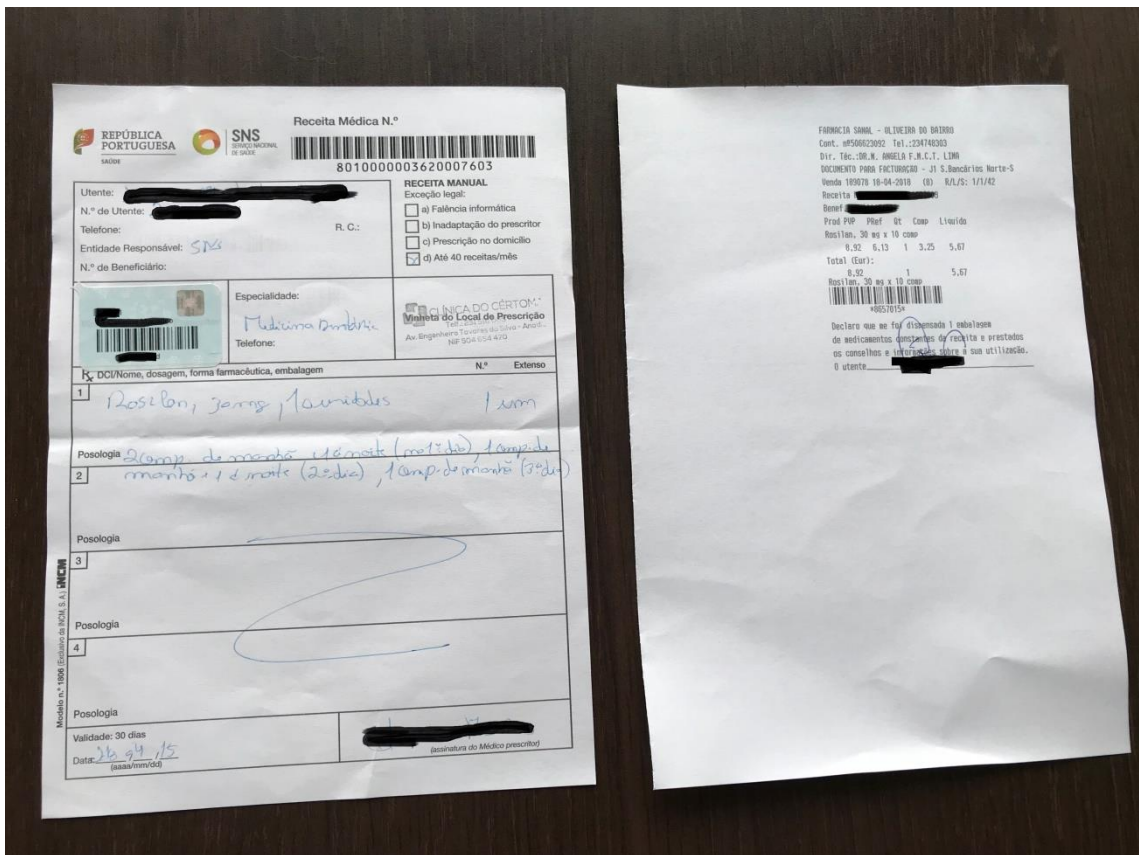 REPÚBLICA
PORTUGUESA
SAÚDE
SNS
SERVIÇO NACIONAL
DE SAÚDE
Receita Médica N.º
8010000003620007603
Utente:
N.º de Utente:
Telefone: R. C.:
Entidade Responsável: SNS
N.º de Beneficiário:
RECEITA MANUAL
Exceção legal:
a) Falência informática
b) Inadaptação do prescritor
c) Prescrição no domicílio
d) Até 40 receitas/mês
Especialidade:
Medicina Dentária
Telefone:
CLÍNICA DO CÉRTOMA
Vinheta do Local de Prescrição
Av. Engenheiro Tavares da Silva -
NIF 504 654 420
Rx DCI/Nome, dosagem, forma farmacêutica, embalagem N.º Extenso
1
Rosilan, 30 mg, 10 unidades 1 um
Posologia 2 comp. de manhã e 1 à noite (no 1º dia), 1 comp. de
2
manhã e 1 à noite (2º dia), 1 comp. de manhã (3º dia)
Posologia
3
Posologia
4
Posologia
Validade: 30 dias
Data:
(aaaa/mm/dd)
(assinatura do Médico prescritor)
Modelo n.º 1806 (Exclusivo da INCM, S. A.) INCM
FARMACIA SANAL - OLIVEIRA DO BAIRRO
Cont. nº506623092 Tel.:234748303
Dir. Téc.:DR.M. ANGELA F.M.C.T. LIMA
DOCUMENTO PARA FACTURAÇÃO - J1 S.Bancários Norte-S
Venda 189078 18-04-2018 (8) R/L/S: 1/1/42
Receita
Benef
Prod PVP PRef Qt Comp Liquido
Rosilan, 30 mg x 10 comp
8.92 6.13 1 3.25 5.67
Total (Eur):
8.92 1 5.67
Rosilan, 30 mg x 10 comp
*8657015*
Declaro que me foi dispensada 1 embalagem
de medicamentos constantes da receita e prestados
os conselhos e informações sobre a sua utilização.
O utente